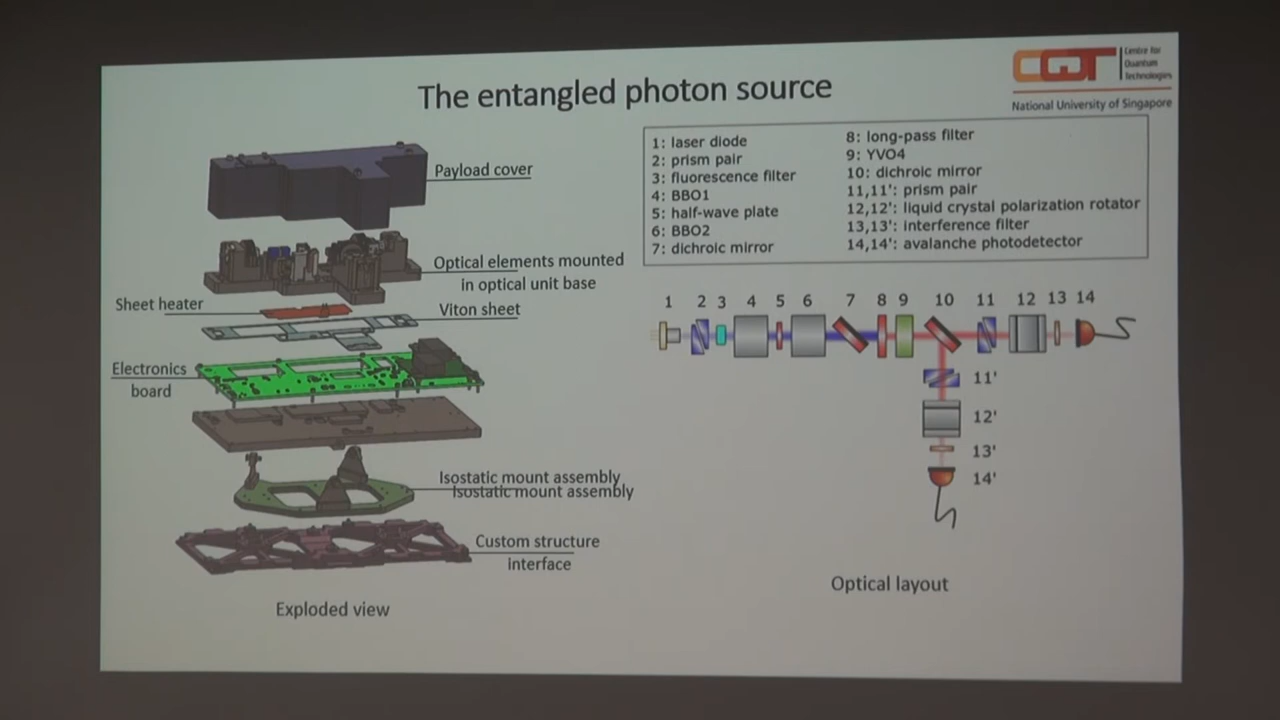 The entangled photon source
CQT
Centre for
Quantum
Technologies
National University of Singapore
Payload cover
Optical elements mounted
in optical unit base
Sheet heater
Viton sheet
Electronics
board
Isostatic mount assembly
Isostatic mount assembly
Custom structure
interface
Exploded view
1: laser diode
2: prism pair
3: fluorescence filter
4: BBO1
5: half-wave plate
6: BBO2
7: dichroic mirror
8: long-pass filter
9: YVO4
10: dichroic mirror
11,11': prism pair
12,12': liquid crystal polarization rotator
13,13': interference filter
14,14': avalanche photodetector
1 2 3 4 5 6 7 8 9 10 11 12 13 14
11'
12'
13'
14'
Optical layout